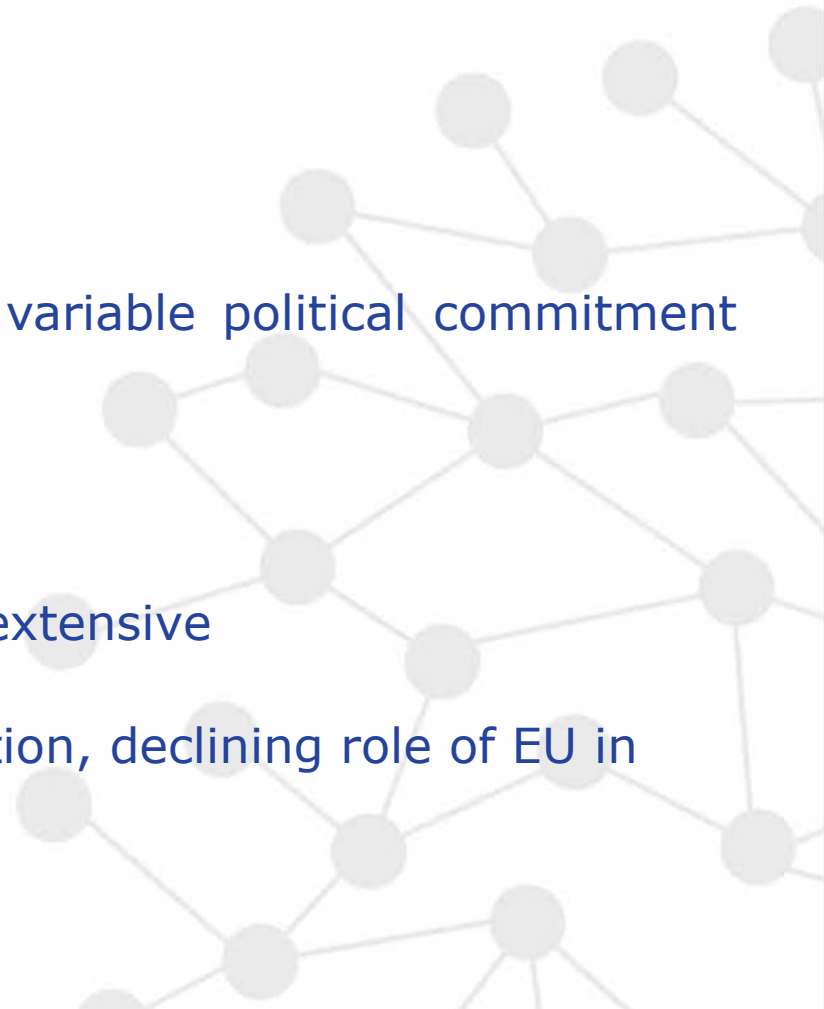 variable political commitment
extensive
tion, declining role of EU in